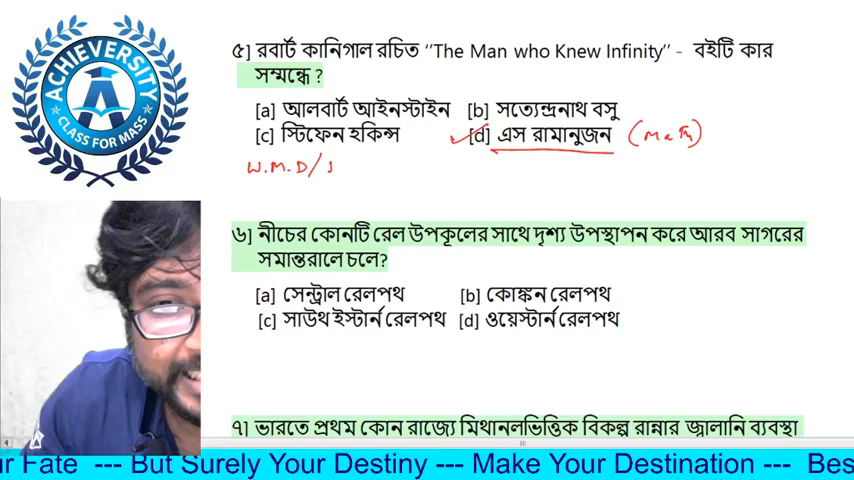 ACHIEVERSITY
CLASS FOR MASS
৫] রবার্ট কানিগাল রচিত ‘‘The Man who Knew Infinity’’ - বইটি কার
সম্মন্ধে ?
[a] আলবার্ট আইনস্টাইন [b] সত্যেন্দ্রনাথ বসু
[c] স্টিফেন হকিন্স [d] এস রামানুজন (Math)
W.M.D/
৬] নীচের কোনটি রেল উপকূলের সাথে দৃশ্য উপস্থাপন করে আরব সাগরের
সমান্তরালে চলে?
[a] সেন্ট্রাল রেলপথ [b] কোঙ্কন রেলপথ
[c] সাউথ ইস্টার্ন রেলপথ [d] ওয়েস্টার্ন রেলপথ
৭] ভারতে প্রথম কোন রাজ্যে মিথানলভিত্তিক বিকল্প রান্নার জ্বালানি ব্যবস্থা
ur Fate --- But Surely Your Destiny --- Make Your Destination --- Bes